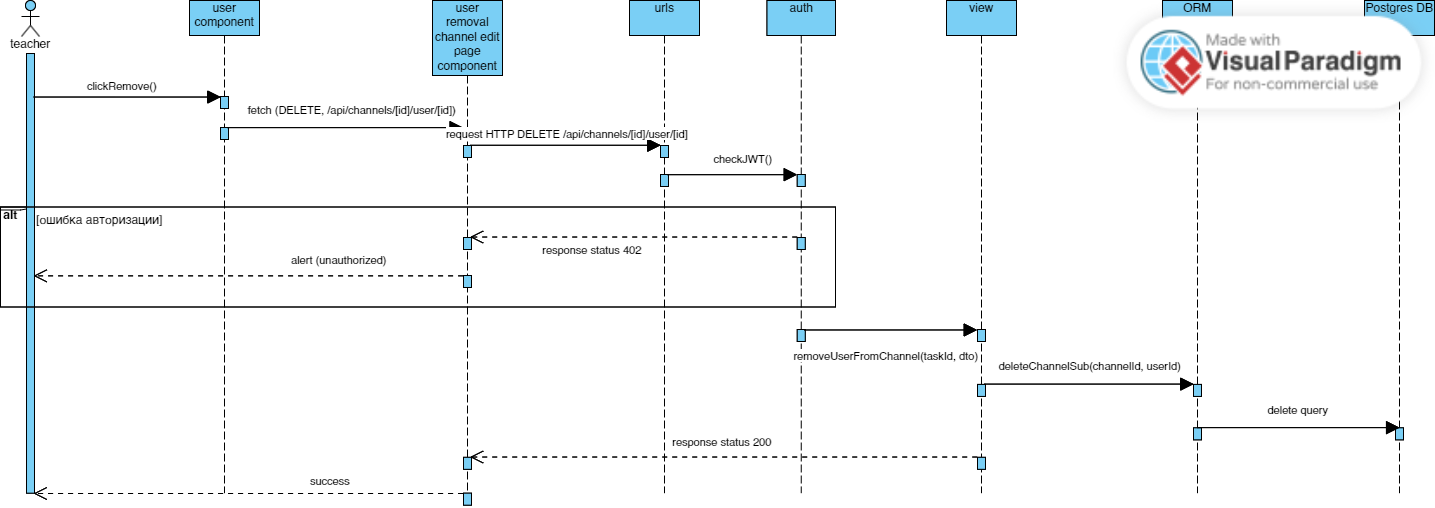 teacher
user
component
user
removal
channel edit
page
component
urls
auth
view
ORM
Postgres DB
Made with
Visual Paradigm
For non-commercial use
clickRemove()
fetch (DELETE, /api/channels/[id]/user/[id])
request HTTP DELETE /api/channels/[id]/user/[id]
checkJWT()
alt
[ошибка авторизации]
response status 402
alert (unauthorized)
removeUserFromChannel(taskId, dto)
deleteChannelSub(channelId, userId)
delete query
response status 200
success